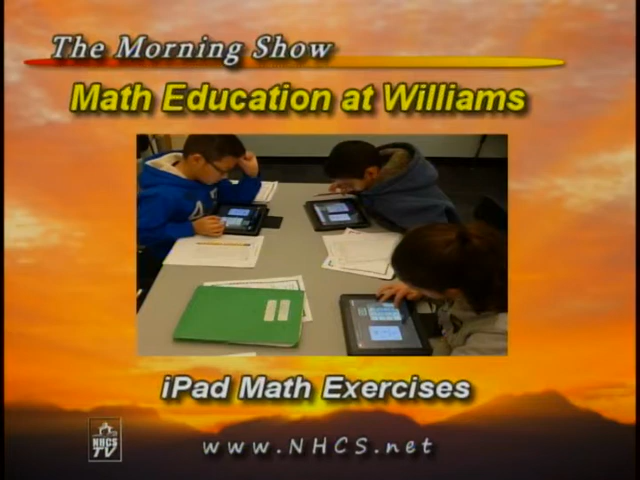 The Morning Show
Math Education at Williams
iPad Math Exercises
NHCS
TV
www.NHCS.net